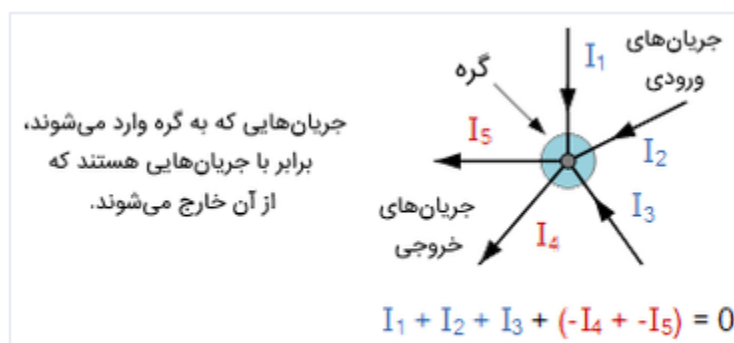 جریان‌هایی که به گره وارد می‌شوند،
برابر با جریان‌هایی هستند که
از آن خارج می‌شوند.
جریان‌های
ورودی
گره
I₁
I₂
I₃
I₅
I₄
جریان‌های
خروجی
I₁ + I₂ + I₃ + (-I₄ + -I₅) = 0